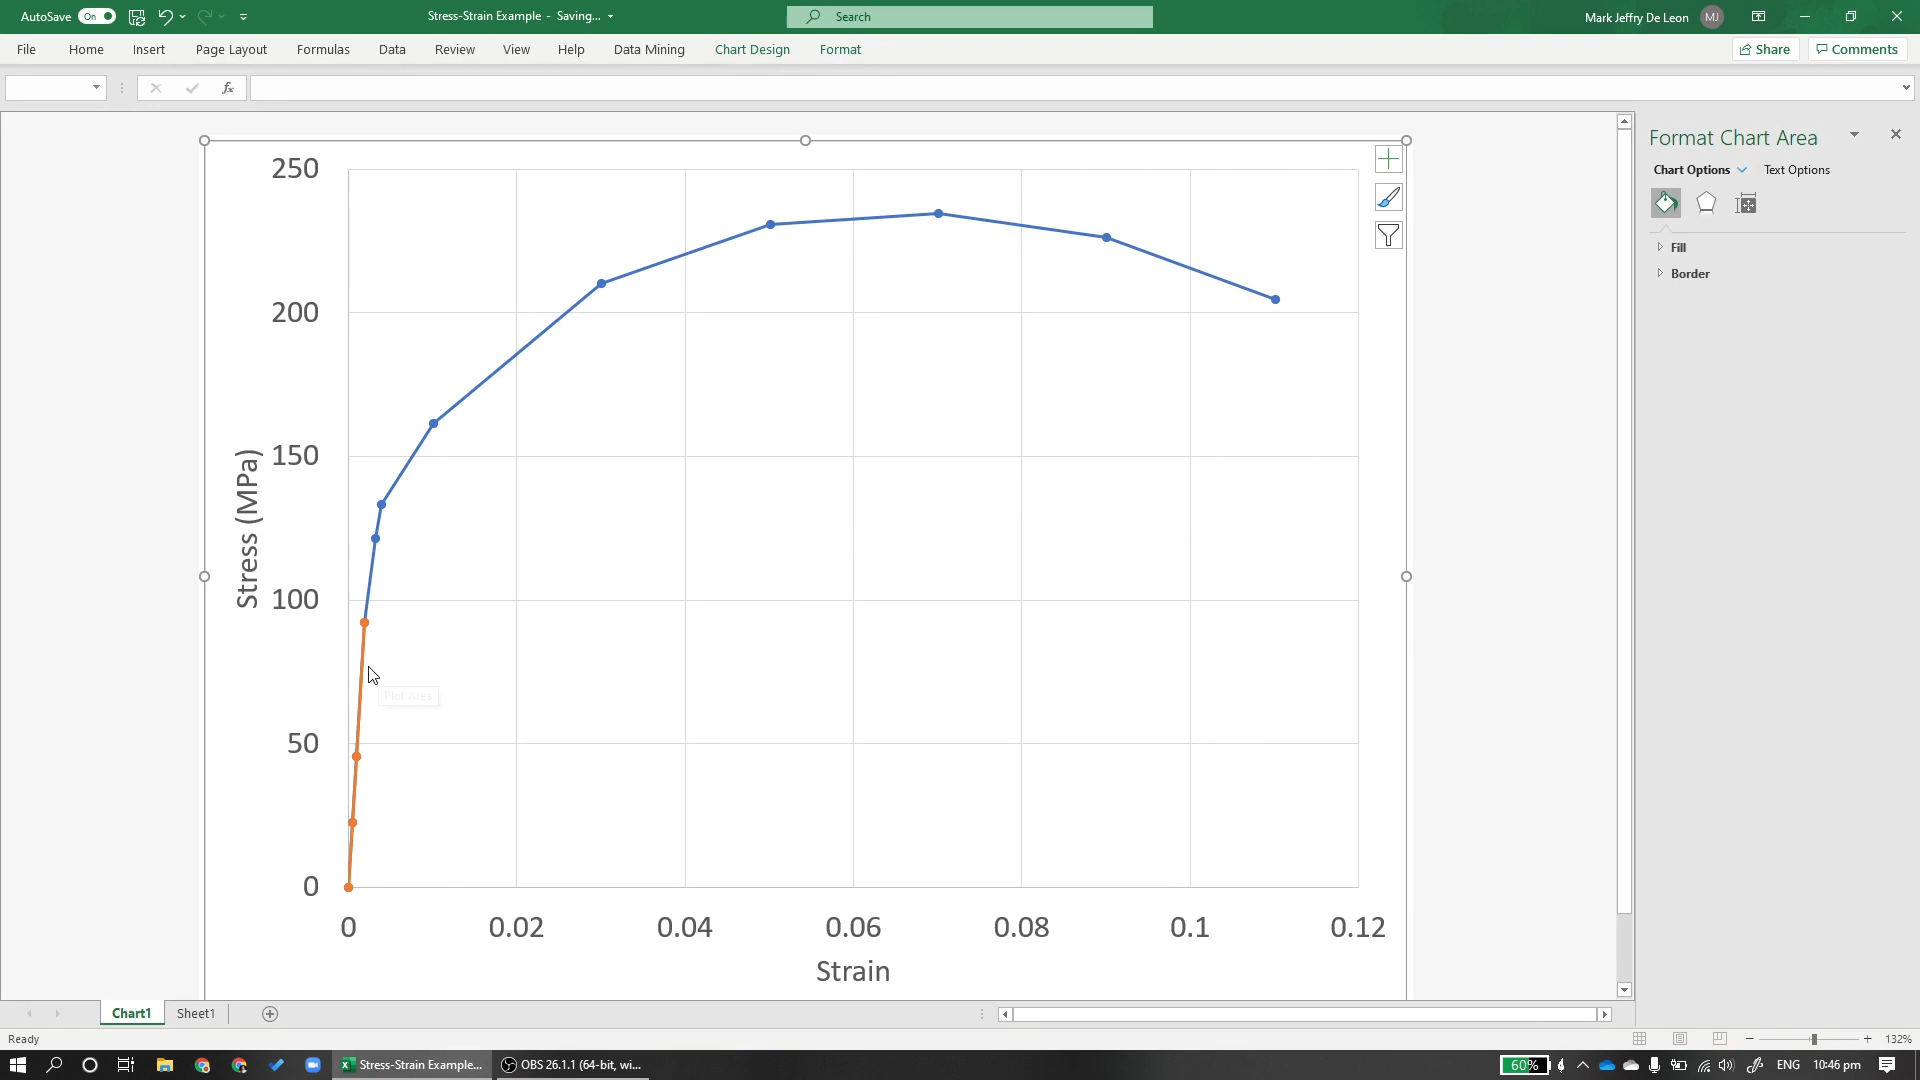 AutoSave On Stress-Strain Example - Saving... Search Mark Jeffry De Leon MJ
File Home Insert Page Layout Formulas Data Review View Help Data Mining Chart Design Format Share Comments
fx
Format Chart Area
Chart Options Text Options
Fill
Border
250
200
150
100
50
0
Stress (MPa)
Plot Area
0 0.02 0.04 0.06 0.08 0.1 0.12
Strain
Chart1 Sheet1
Ready 132%
Stress-Strain Example... OBS 26.1.1 (64-bit, wi... 60% ENG 10:46 pm